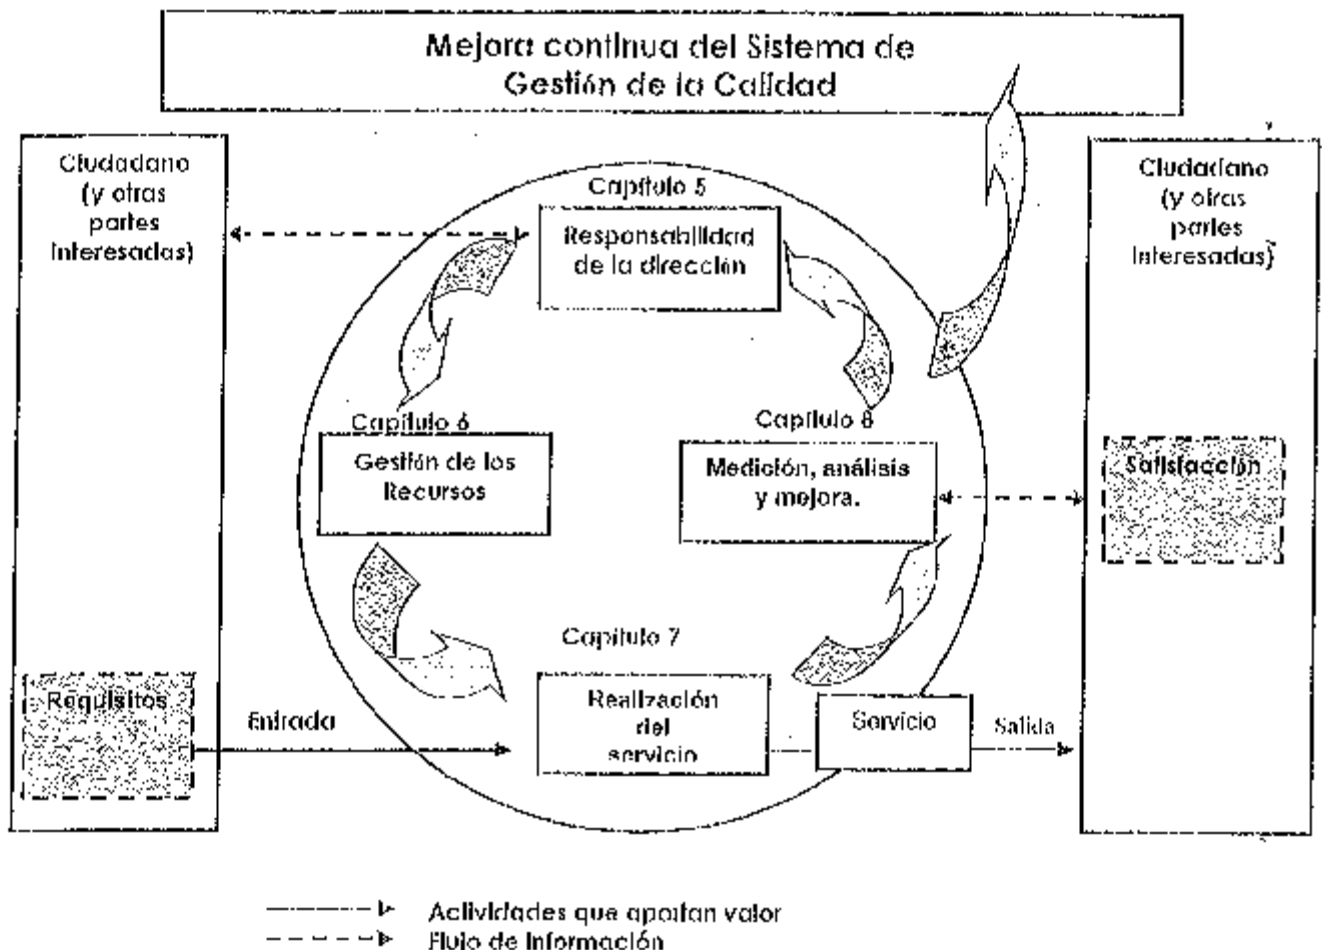 Mejora continua del Sistema de
Gestión de la Calidad
Ciudadano
(y otras
partes
interesadas)
Capítulo 5
Responsabilidad
de la dirección
Ciudadano
(y otras
partes
interesadas)
Capítulo 6
Gestión de los
Recursos
Capítulo 8
Medición, análisis
y mejora.
Satisfacción
Capítulo 7
Requisitos
Entrada
Realización
del
servicio
Servicio
Salida
Actividades que aportan valor
Flujo de información